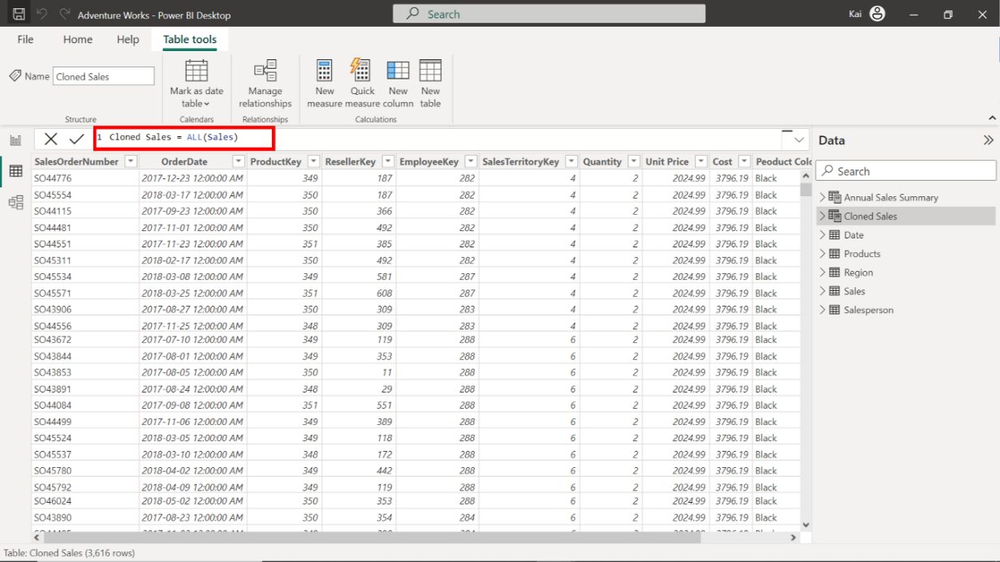 Adventure Works - Power BI Desktop
Search
Kai
File Home Help Table tools
Name Cloned Sales
Mark as date table
Manage relationships
New measure
Quick measure
New column
New table
Structure
Calendars
Relationships
Calculations
1 Cloned Sales = ALL(Sales)
SalesOrderNumber OrderDate ProductKey ResellerKey EmployeeKey SalesTerritoryKey Quantity Unit Price Cost Peoduct Colo
SO44776 2017-12-23 12:00:00 AM 349 187 282 4 2 2024.99 3796.19 Black
SO45554 2018-03-17 12:00:00 AM 350 187 282 4 2 2024.99 3796.19 Black
SO44115 2017-09-23 12:00:00 AM 350 366 282 4 2 2024.99 3796.19 Black
SO44481 2017-11-01 12:00:00 AM 350 492 282 4 2 2024.99 3796.19 Black
SO44551 2017-11-23 12:00:00 AM 351 385 282 4 2 2024.99 3796.19 Black
SO45311 2018-02-17 12:00:00 AM 350 492 282 4 2 2024.99 3796.19 Black
SO45534 2018-03-08 12:00:00 AM 349 581 287 4 2 2024.99 3796.19 Black
SO45571 2018-03-25 12:00:00 AM 351 608 287 4 2 2024.99 3796.19 Black
SO43906 2017-08-27 12:00:00 AM 350 309 283 4 2 2024.99 3796.19 Black
SO44556 2017-11-25 12:00:00 AM 348 309 283 4 2 2024.99 3796.19 Black
SO43672 2017-07-10 12:00:00 AM 349 119 288 6 2 2024.99 3796.19 Black
SO43844 2017-08-01 12:00:00 AM 349 353 288 6 2 2024.99 3796.19 Black
SO43853 2017-08-05 12:00:00 AM 350 11 288 6 2 2024.99 3796.19 Black
SO43891 2017-08-24 12:00:00 AM 348 29 288 6 2 2024.99 3796.19 Black
SO44084 2017-09-08 12:00:00 AM 351 551 288 6 2 2024.99 3796.19 Black
SO44499 2017-11-06 12:00:00 AM 349 389 288 6 2 2024.99 3796.19 Black
SO45524 2018-03-05 12:00:00 AM 349 118 288 6 2 2024.99 3796.19 Black
SO45537 2018-03-10 12:00:00 AM 348 172 288 6 2 2024.99 3796.19 Black
SO45780 2018-04-02 12:00:00 AM 349 442 288 6 2 2024.99 3796.19 Black
SO45792 2018-04-09 12:00:00 AM 349 119 288 6 2 2024.99 3796.19 Black
SO46024 2018-05-02 12:00:00 AM 350 353 288 6 2 2024.99 3796.19 Black
SO43890 2017-08-23 12:00:00 AM 350 354 284 6 2 2024.99 3796.19 Black
Data
Search
Annual Sales Summary
Cloned Sales
Date
Products
Region
Sales
Salesperson
Table: Cloned Sales (3,616 rows)